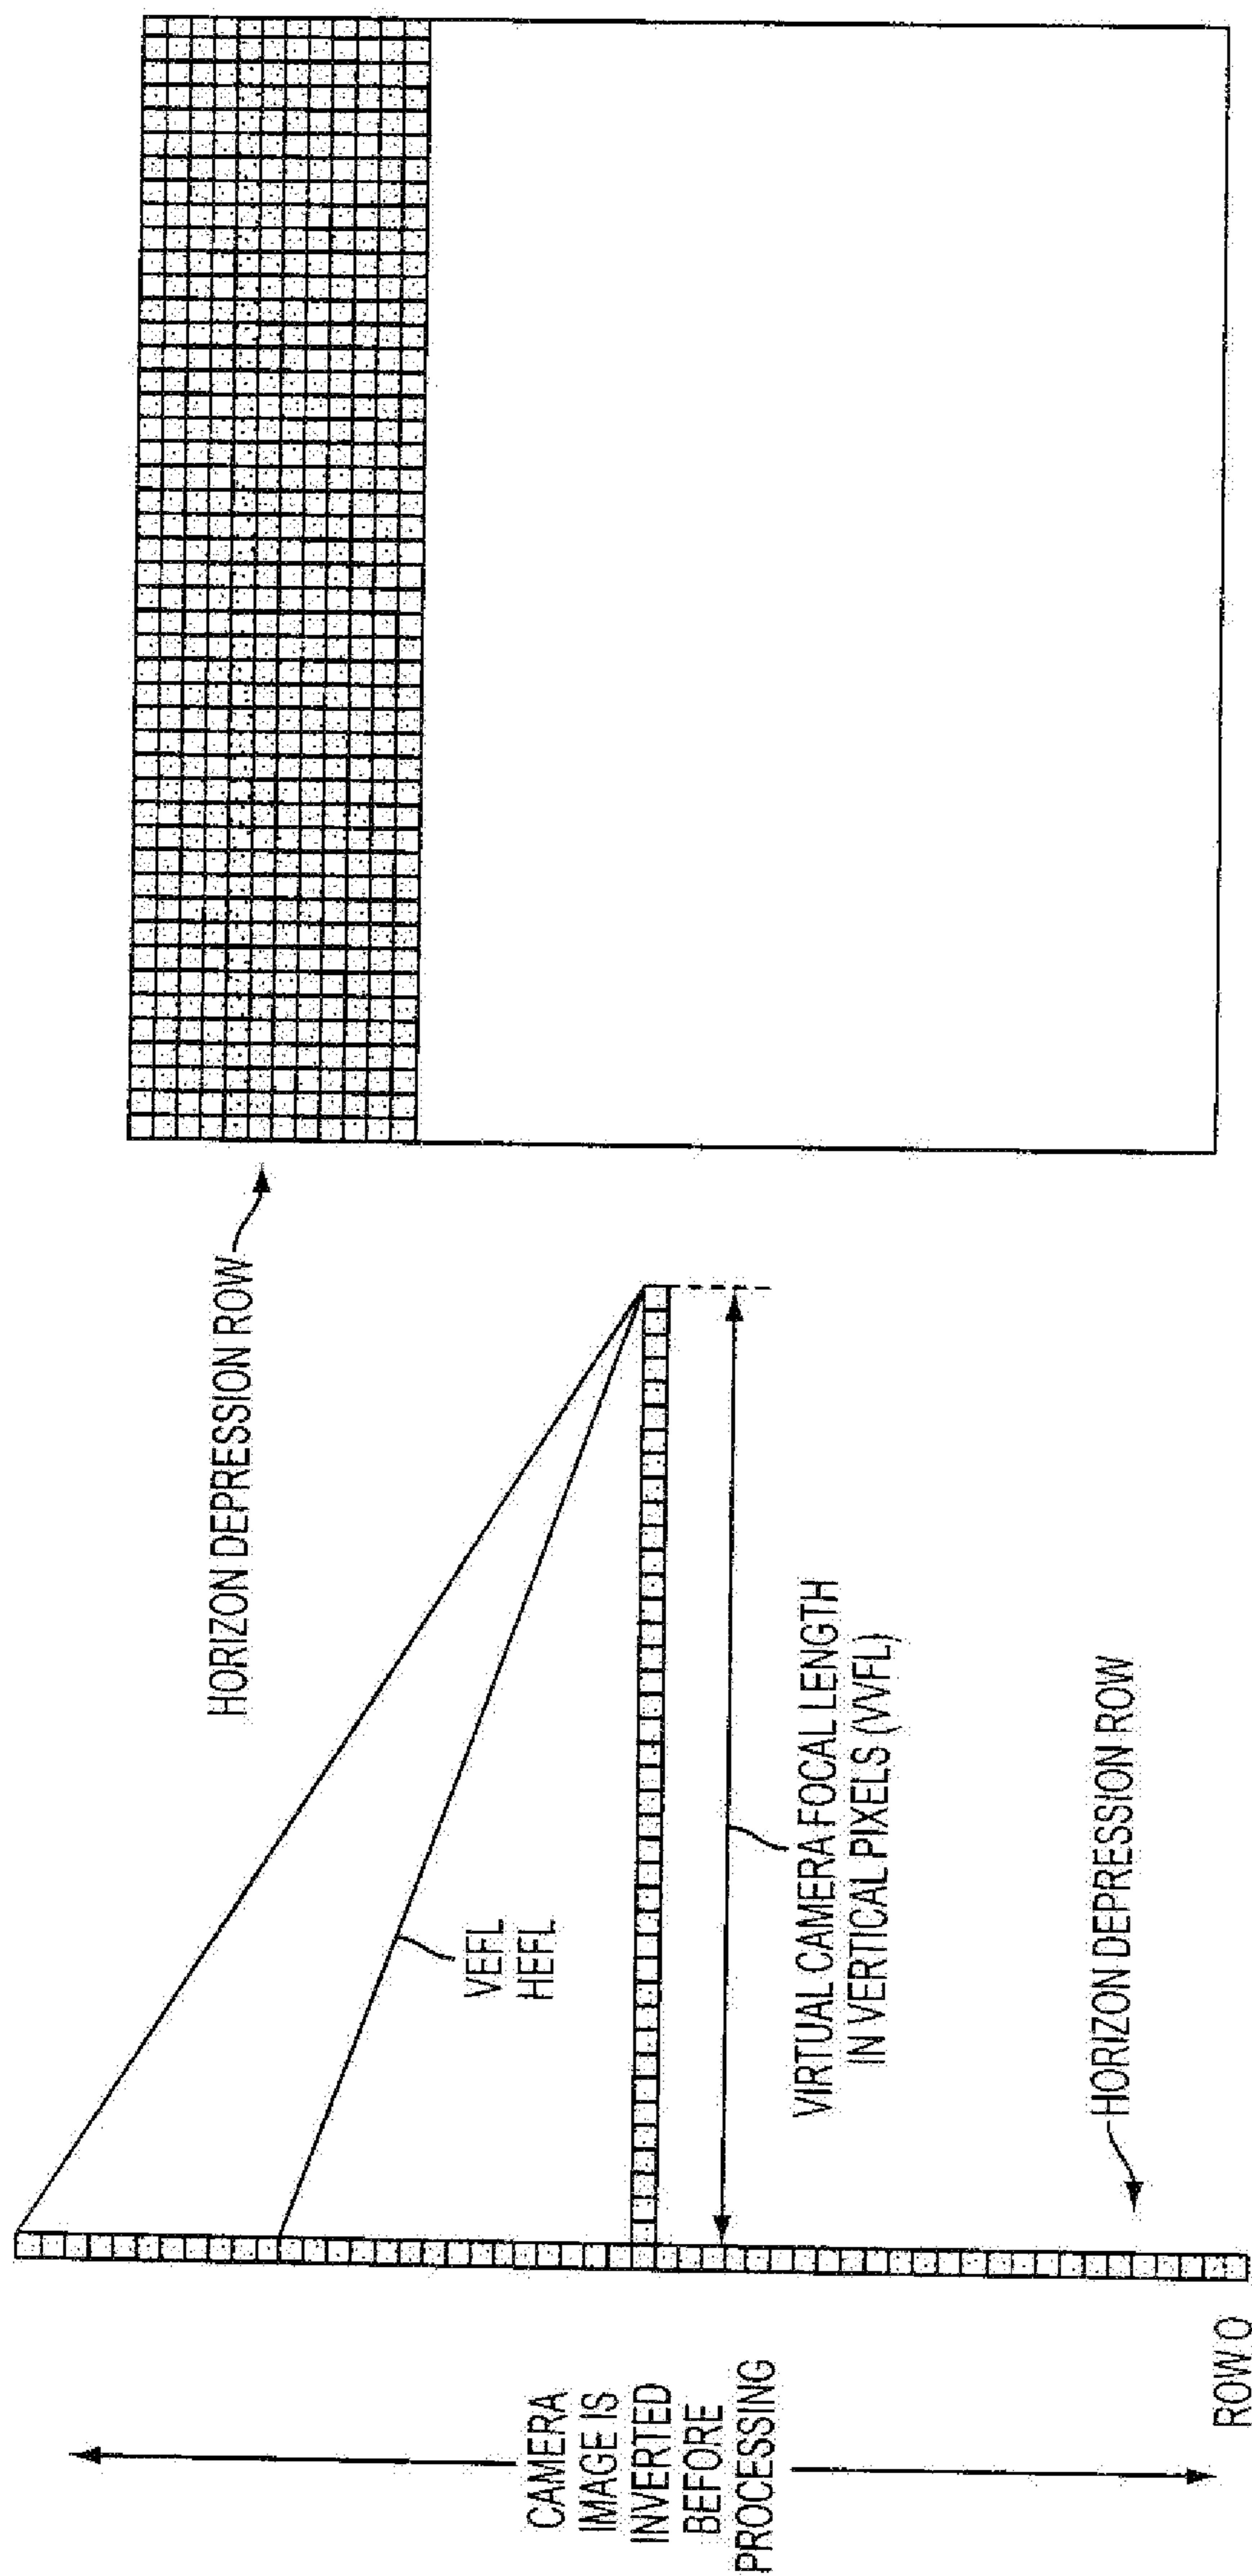 CAMERA
IMAGE IS
INVERTED
BEFORE
PROCESSING
ROW 0
VEFL
HEFL
VIRTUAL CAMERA FOCAL LENGTH
IN VERTICAL PIXELS (VVFL)
HORIZON DEPRESSION ROW
HORIZON DEPRESSION ROW